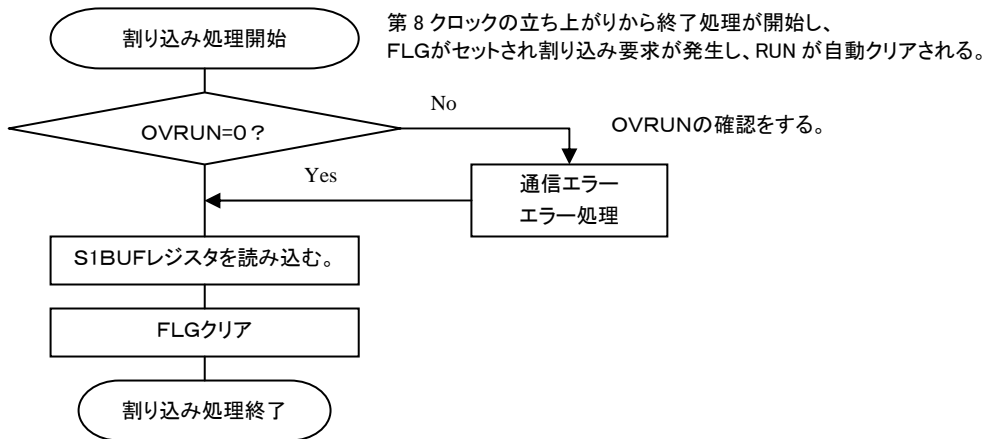 割り込み処理開始
第 8 クロックの立ち上がりから終了処理が開始し、
FLGがセットされ割り込み要求が発生し、RUN が自動クリアされる。
No
OVRUN=0?
OVRUNの確認をする。
Yes
通信エラー
エラー処理
S1BUFレジスタを読み込む。
FLGクリア
割り込み処理終了